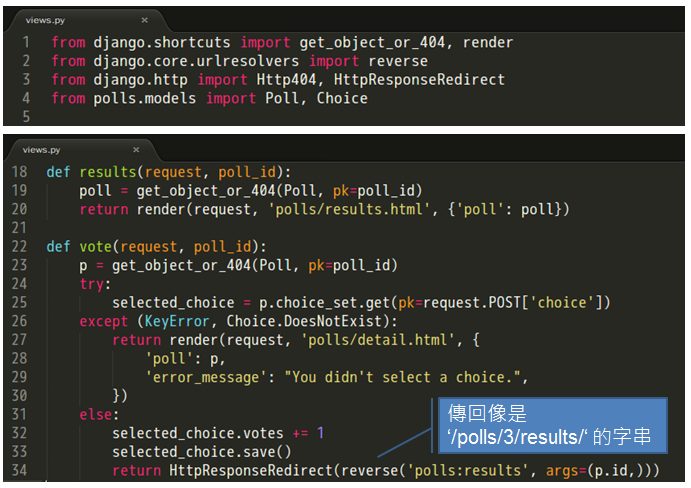 views.py ×
1 from django.shortcuts import get_object_or_404, render
2 from django.core.urlresolvers import reverse
3 from django.http import Http404, HttpResponseRedirect
4 from polls.models import Poll, Choice
5
views.py ×
18 def results(request, poll_id):
19     poll = get_object_or_404(Poll, pk=poll_id)
20     return render(request, 'polls/results.html', {'poll': poll})
21
22 def vote(request, poll_id):
23     p = get_object_or_404(Poll, pk=poll_id)
24     try:
25         selected_choice = p.choice_set.get(pk=request.POST['choice'])
26     except (KeyError, Choice.DoesNotExist):
27         return render(request, 'polls/detail.html', {
28             'poll': p,
29             'error_message': "You didn't select a choice.",
30         })
31     else:
32         selected_choice.votes += 1
33         selected_choice.save()
34         return HttpResponseRedirect(reverse('polls:results', args=(p.id,)))
傳回像是
‘/polls/3/results/‘ 的字串